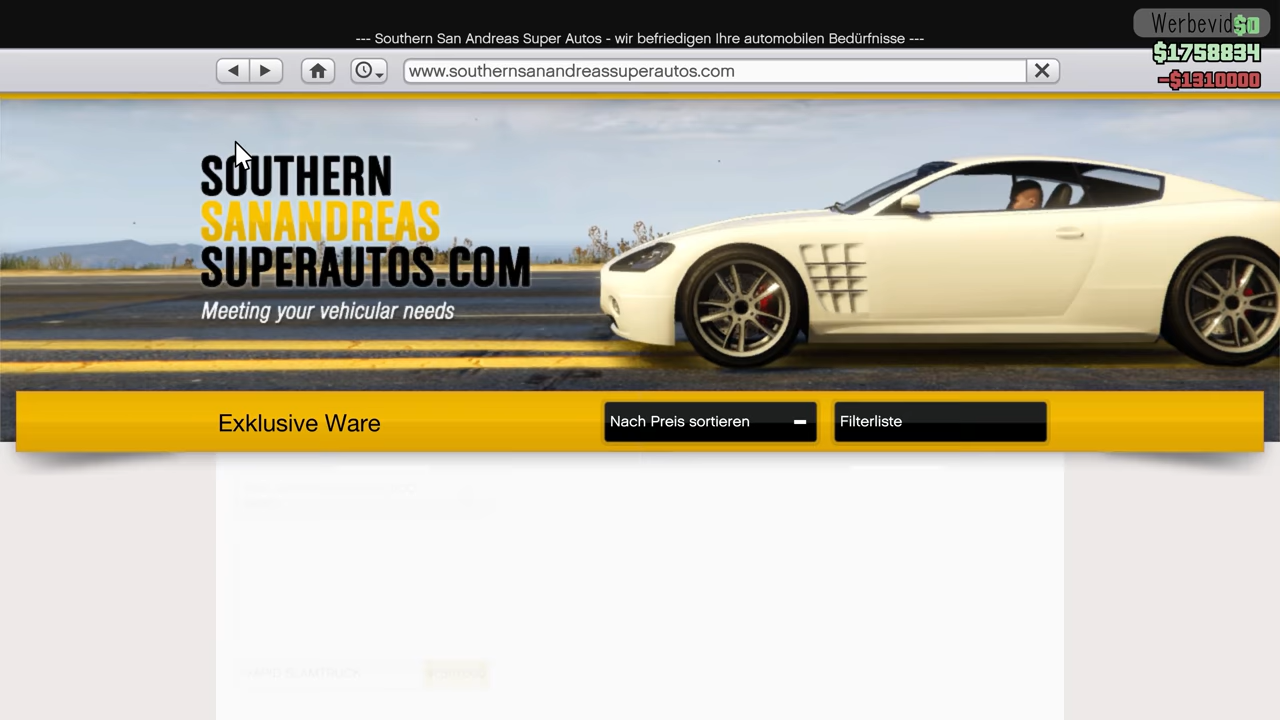 --- Southern San Andreas Super Autos - wir befriedigen Ihre automobilen Bedürfnisse ---
Werbevid
$0
$1758834
-$1310000
www.southernsanandreassuperautos.com
SOUTHERN
SANANDREAS
SUPERAUTOS.COM
Meeting your vehicular needs
Exklusive Ware
Nach Preis sortieren
Filterliste